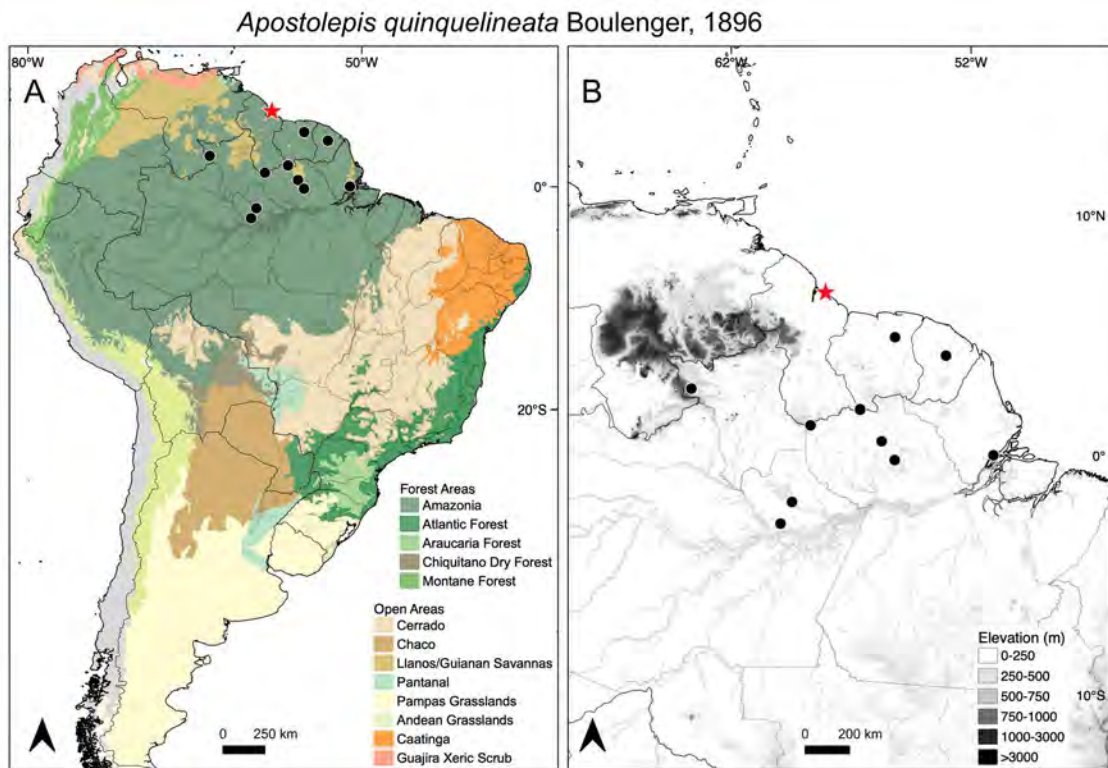 Apostolepis quinquelineata Boulenger, 1896
80°W
50°W
A
0°
20°S
Forest Areas
Amazonia
Atlantic Forest
Araucaria Forest
Chiquitano Dry Forest
Montane Forest
Open Areas
Cerrado
Chaco
Llanos/Guianan Savannas
Pantanal
Pampas Grasslands
Andean Grasslands
Caatinga
Guajira Xeric Scrub
0 250 km
62°W
52°W
B
10°N
0°
10°S
Elevation (m)
0-250
250-500
500-750
750-1000
1000-3000
>3000
0 200 km